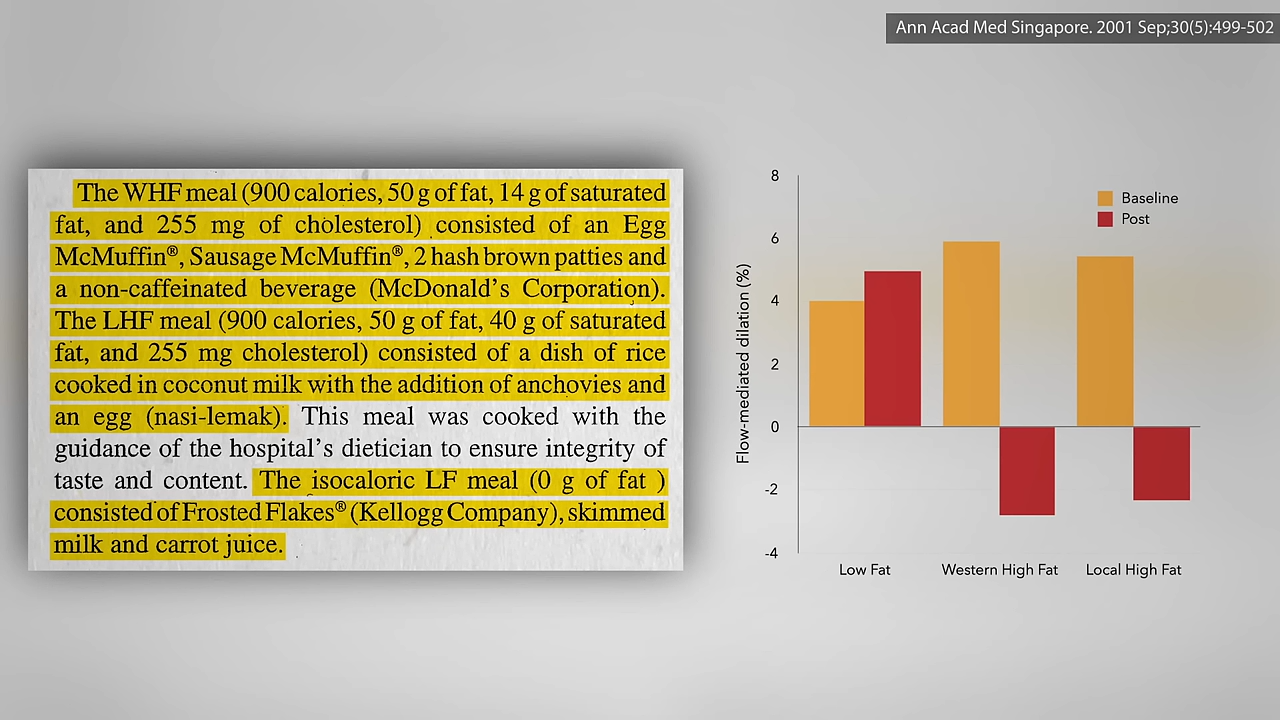 Ann Acad Med Singapore. 2001 Sep;30(5):499-502
The WHF meal (900 calories, 50 g of fat, 14 g of saturated
fat, and 255 mg of cholesterol) consisted of an Egg
McMuffin®, Sausage McMuffin®, 2 hash brown patties and
a non-caffeinated beverage (McDonald's Corporation).
The LHF meal (900 calories, 50 g of fat, 40 g of saturated
fat, and 255 mg cholesterol) consisted of a dish of rice
cooked in coconut milk with the addition of anchovies and
an egg (nasi-lemak). This meal was cooked with the
guidance of the hospital's dietician to ensure integrity of
taste and content. The isocaloric LF meal (0 g of fat )
consisted of Frosted Flakes® (Kellogg Company), skimmed
milk and carrot juice.
Flow-mediated dilation (%)
8
6
4
2
0
-2
-4
Baseline
Post
Low Fat
Western High Fat
Local High Fat